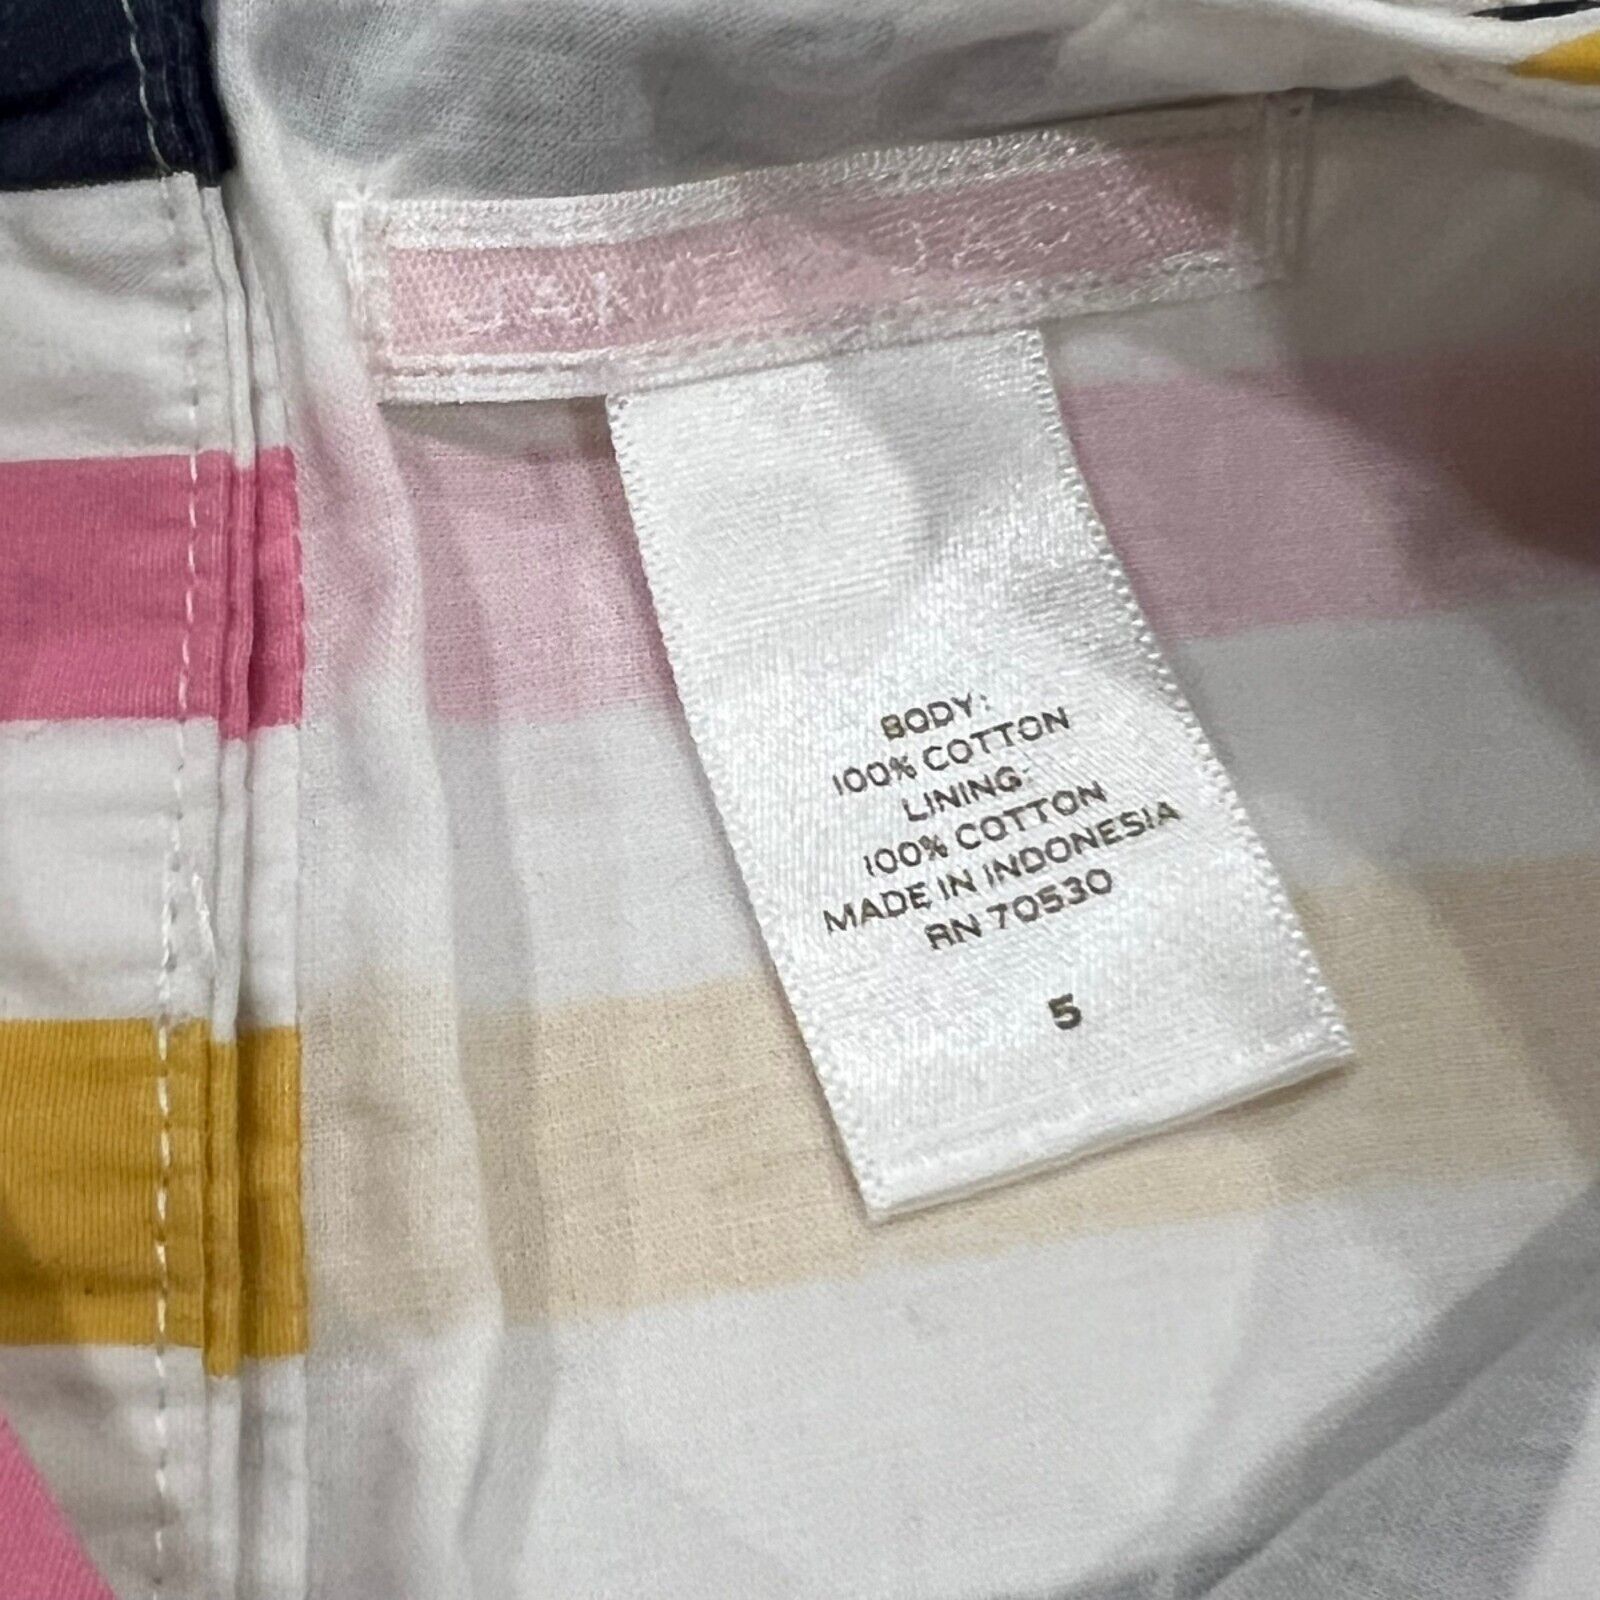 BODY:
100% COTTON
LINING:
100% COTTON
MADE IN INDONESIA
RN 70530
5